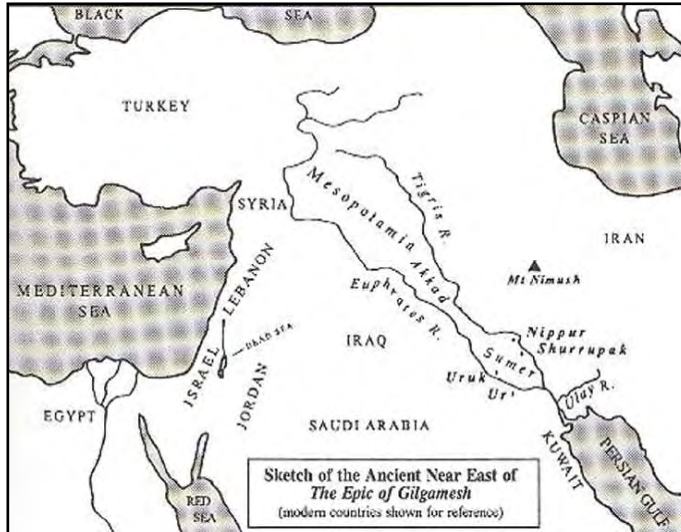 BLACK
SEA
TURKEY
CASPIAN
SEA
SYRIA
Mesopotamia
Tigris R.
IRAN
Mt Nimush
LEBANON
Akkad
MEDITERRANEAN
SEA
Euphrates R.
DEAD SEA
IRAQ
Nippur
Shurrupak
Sumer
ISRAEL
Uruk
Ur
Ulay R.
EGYPT
JORDAN
SAUDI ARABIA
KUWAIT
PERSIAN GULF
RED
SEA
Sketch of the Ancient Near East of
The Epic of Gilgamesh
(modern countries shown for reference)